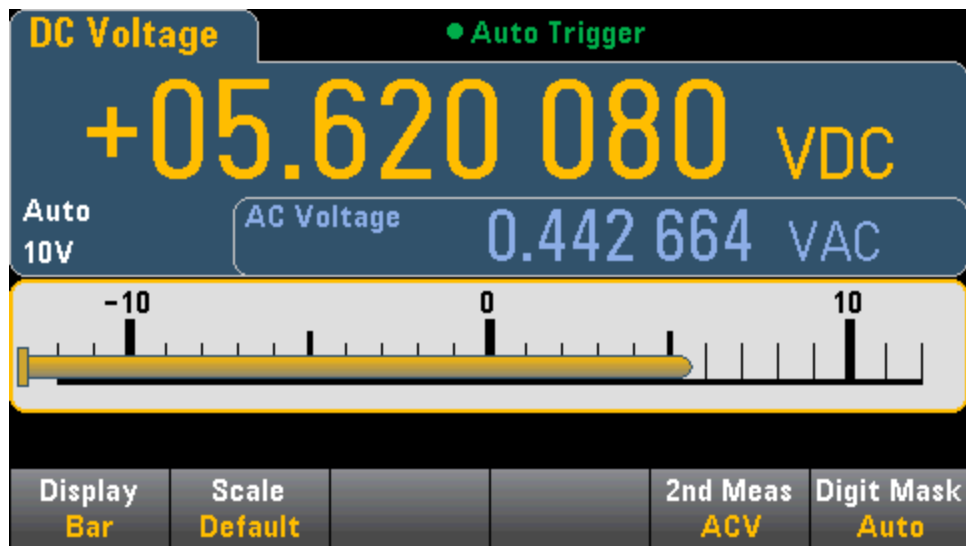 DC Voltage
● Auto Trigger
+05.620 080 VDC
Auto
10V
AC Voltage 0.442 664 VAC
-10 0 10
Display Scale 2nd Meas Digit Mask
Bar Default ACV Auto